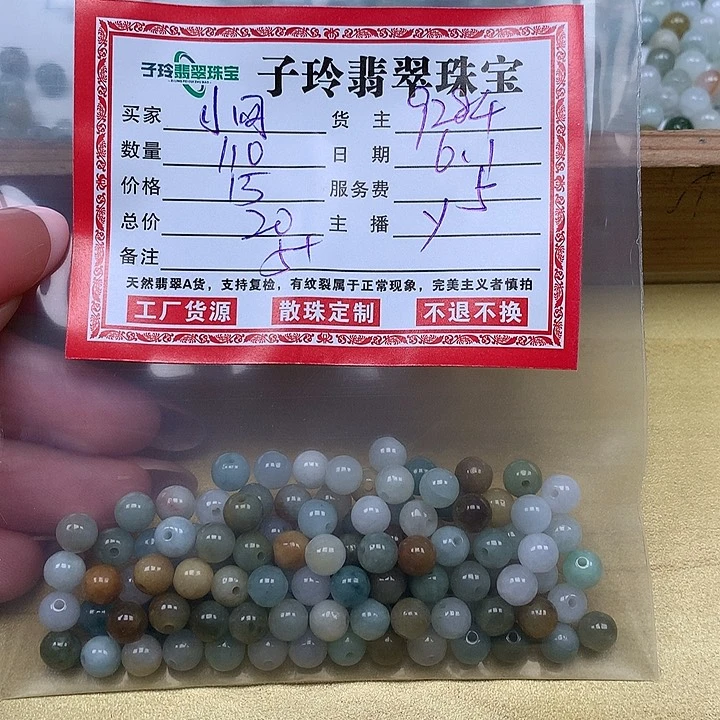 子玲翡翠珠宝 子玲翡翠珠宝
买家 小网 货主 9284
数量 110 日期 6.1
价格 15 服务费 5
总价 20 主播 y
备注 5+
天然翡翠A货，支持复检，有纹裂属于正常现象，完美主义者慎拍
工厂货源 散珠定制 不退不换